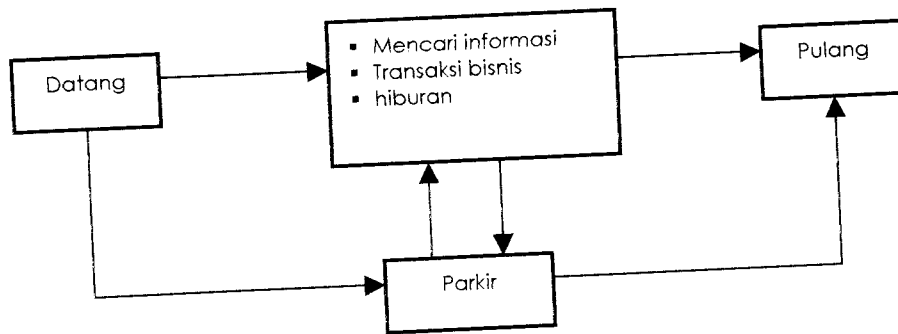 Datang
▪ Mencari informasi
▪ Transaksi bisnis
▪ hiburan
Pulang
Parkir